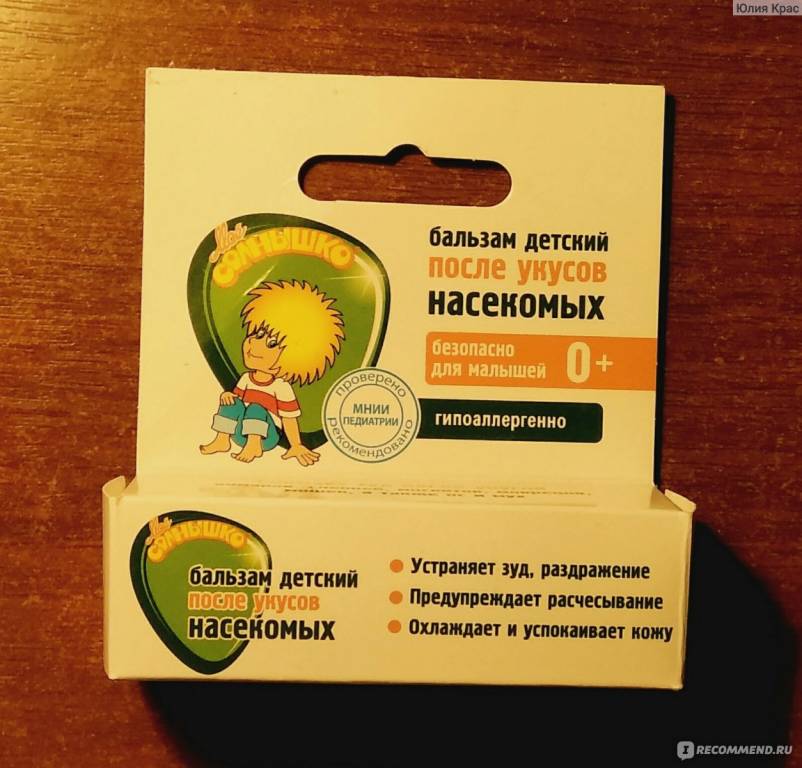 Юлия Крас
Моё
СОЛНЫШКО
бальзам детский
после укусов
насекомых
безопасно
для малышей 0+
проверено
МНИИ
ПЕДИАТРИИ
рекомендовано
гипоаллергенно
Моё
СОЛНЫШКО
бальзам детский
после укусов
насекомых
Устраняет зуд, раздражение
Предупреждает расчесывание
Охлаждает и успокаивает кожу
IRECOMMEND.RU